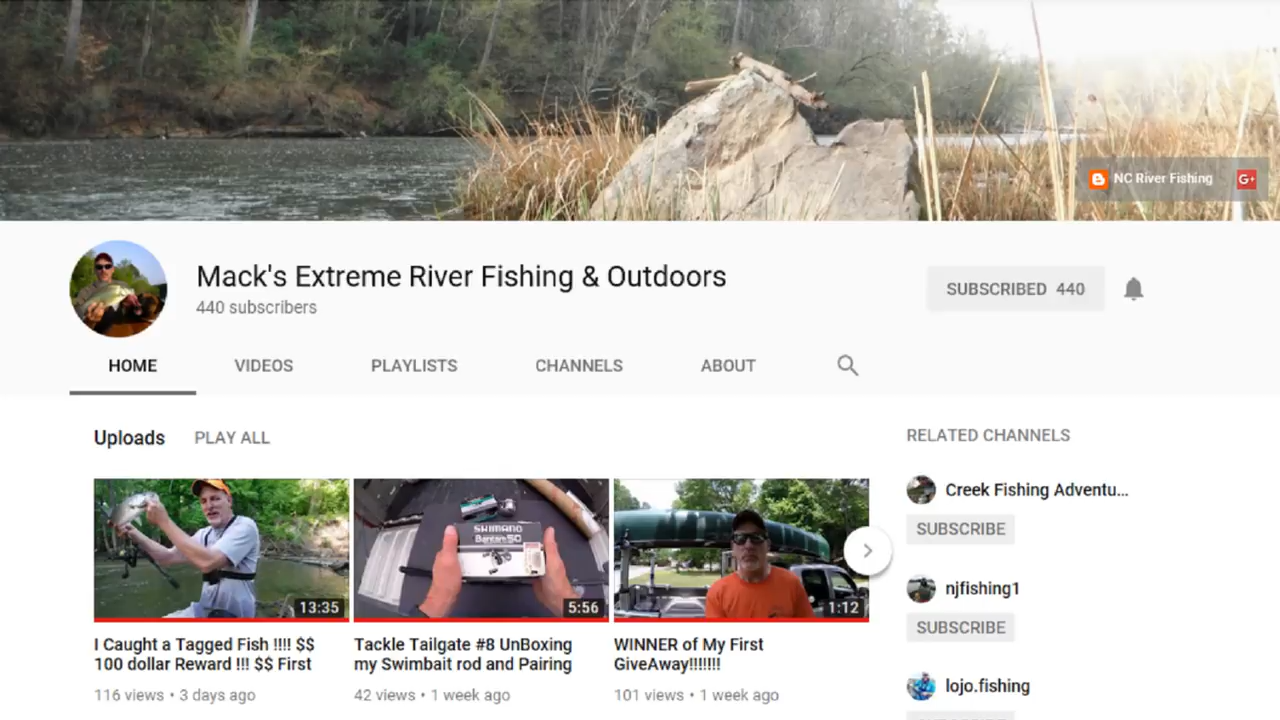 NC River Fishing
G+
Mack's Extreme River Fishing & Outdoors
440 subscribers
SUBSCRIBED 440
HOME VIDEOS PLAYLISTS CHANNELS ABOUT
Uploads PLAY ALL
RELATED CHANNELS
Creek Fishing Adventu...
SUBSCRIBE
njfishing1
SUBSCRIBE
lojo.fishing
SHIMANO
Bantam 50
13:35
5:56
1:12
I Caught a Tagged Fish !!!! $$
100 dollar Reward !!! $$ First
116 views • 3 days ago
Tackle Tailgate #8 UnBoxing
my Swimbait rod and Pairing
42 views • 1 week ago
WINNER of My First
GiveAway!!!!!!!
101 views • 1 week ago